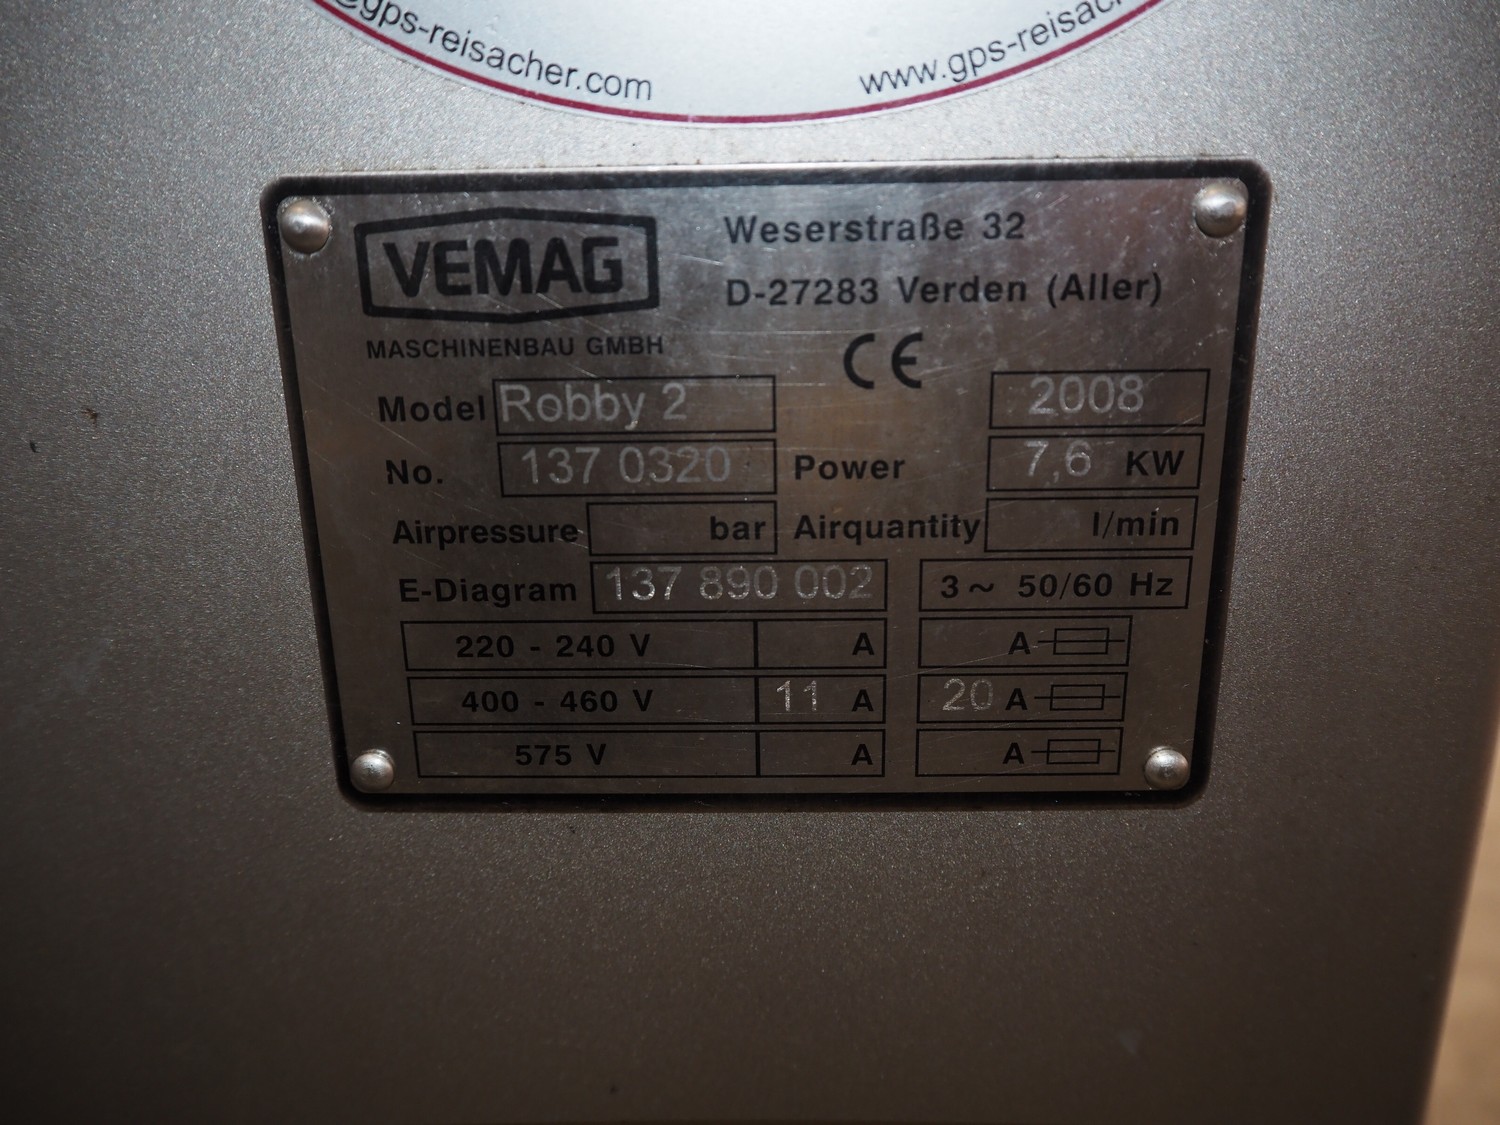 gps-reisacher.com
www.gps-reisac
VEMAG
MASCHINENBAU GMBH
Weserstraße 32
D-27283 Verden (Aller)
CE
Model Robby 2 2008
No. 137 0320 Power 7,6 KW
Airpressure bar Airquantity l/min
E-Diagram 137 890 002 3~ 50/60 Hz
220 - 240 V A A
400 - 460 V 11 A 20 A
575 V A A